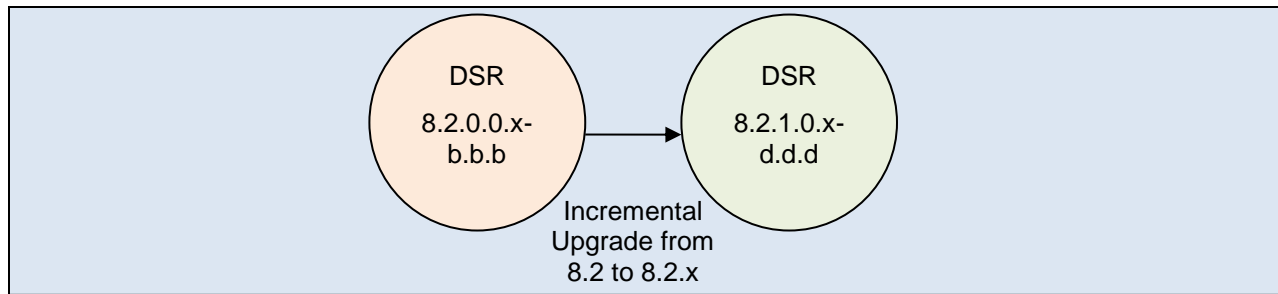 DSR
8.2.0.0.x-
b.b.b
DSR
8.2.1.0.x-
d.d.d
Incremental
Upgrade from
8.2 to 8.2.x